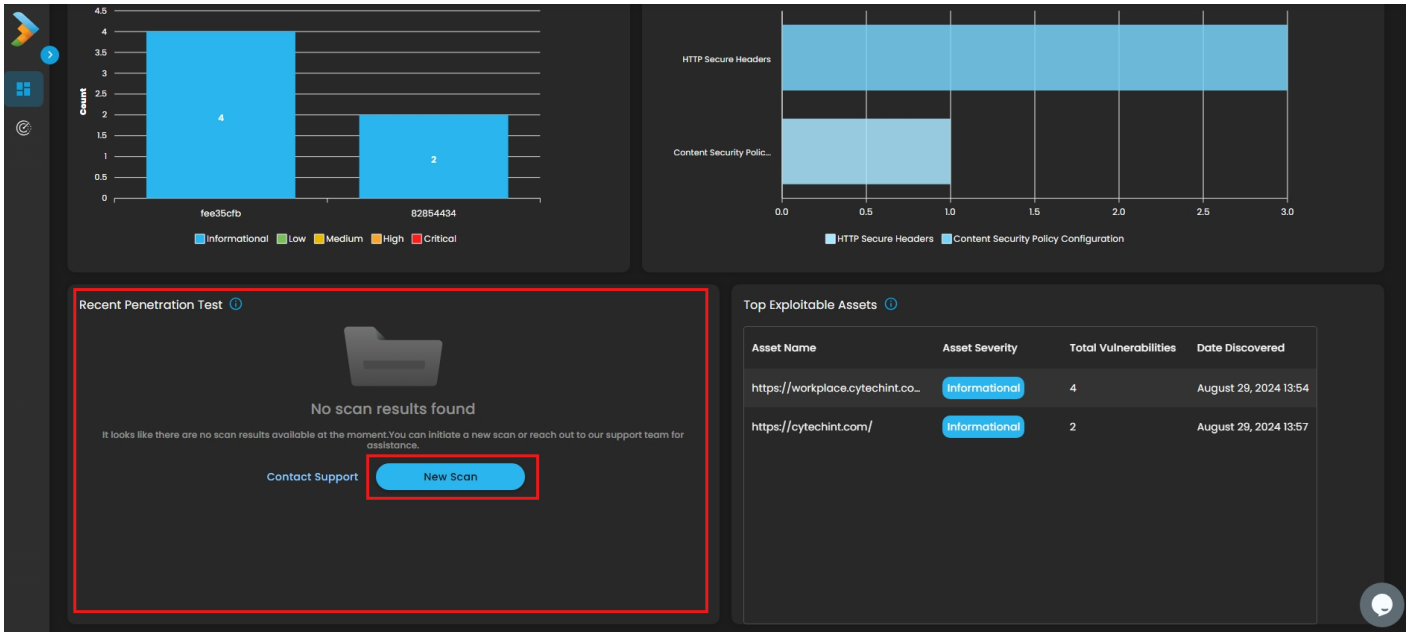 4.5
4
3.5
3
2.5
2
1.5
1
0.5
0
Count
4
2
fee35cfb
82854434
Informational Low Medium High Critical
HTTP Secure Headers
Content Security Polic...
0.0 0.5 1.0 1.5 2.0 2.5 3.0
HTTP Secure Headers Content Security Policy Configuration
Recent Penetration Test
No scan results found
It looks like there are no scan results available at the moment.You can initiate a new scan or reach out to our support team for
assistance.
Contact Support New Scan
Top Exploitable Assets
Asset Name Asset Severity Total Vulnerabilities Date Discovered
https://workplace.cytechint.co... Informational 4 August 29, 2024 13:54
https://cytechint.com/ Informational 2 August 29, 2024 13:57